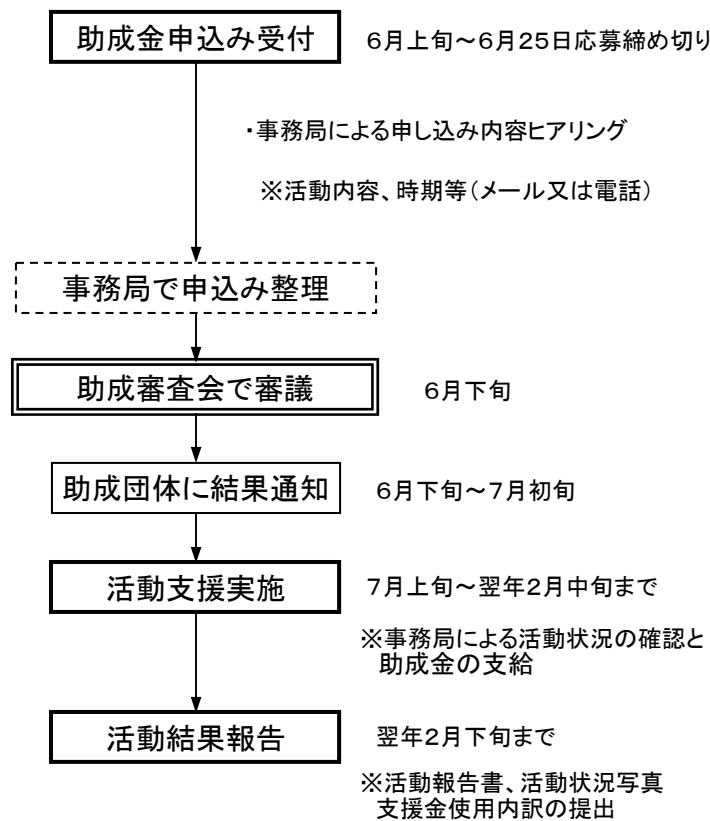 助成金申込み受付
6月上旬～6月25日応募締め切り
・事務局による申し込み内容ヒアリング
※活動内容、時期等(メール又は電話)
事務局で申込み整理
助成審査会で審議
6月下旬
助成団体に結果通知
6月下旬～7月初旬
活動支援実施
7月上旬～翌年2月中旬まで
※事務局による活動状況の確認と
助成金の支給
活動結果報告
翌年2月下旬まで
※活動報告書、活動状況写真
支援金使用内訳の提出